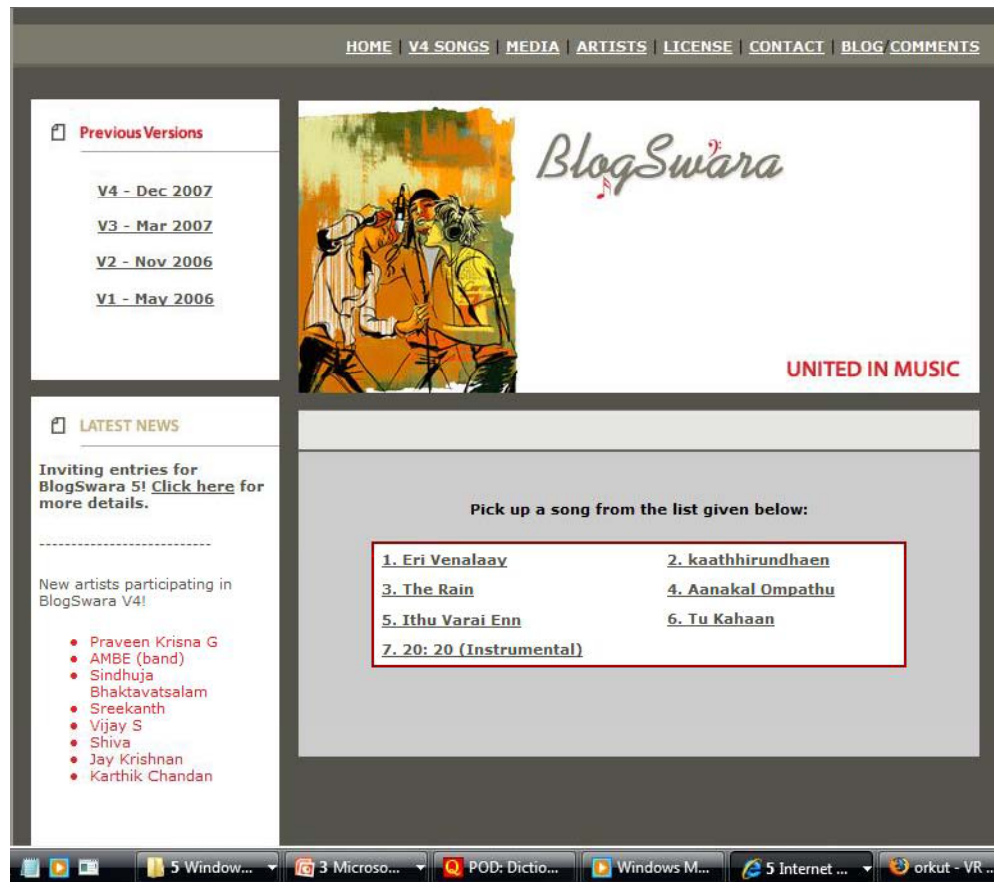 HOME | V4 SONGS | MEDIA | ARTISTS | LICENSE | CONTACT | BLOG/COMMENTS
Previous Versions
V4 - Dec 2007
V3 - Mar 2007
V2 - Nov 2006
V1 - May 2006
BlogSwara
UNITED IN MUSIC
LATEST NEWS
Inviting entries for
BlogSwara 5! Click here for
more details.
---------------------------
New artists participating in
BlogSwara V4!
Praveen Krisna G
AMBE (band)
Sindhuja
Bhaktavatsalam
Sreekanth
Vijay S
Shiva
Jay Krishnan
Karthik Chandan
Pick up a song from the list given below:
1. Eri Venalaay 2. kaathhirundhaen
3. The Rain 4. Aanakal Ompathu
5. Ithu Varai Enn 6. Tu Kahaan
7. 20: 20 (Instrumental)
5 Window... 3 Microso... POD: Dictio... Windows M... 5 Internet ... orkut - VR ...